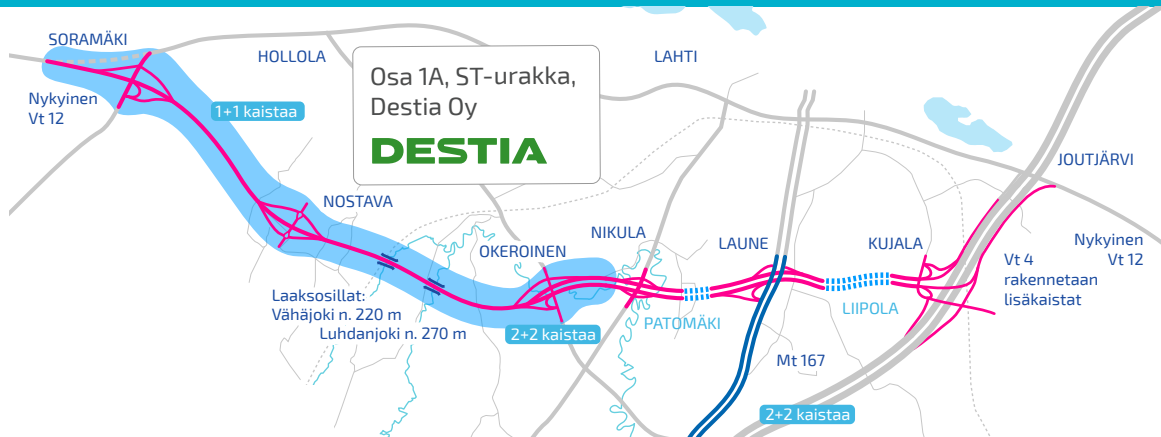 SORAMÄKI
HOLLOLA
LAHTI
Osa 1A, ST-urakka,
Destia Oy
DESTIA
Nykyinen
Vt 12
1+1 kaistaa
JOUTJÄRVI
NOSTAVA
OKEROINEN
NIKULA
LAUNE
KUJALA
Nykyinen
Vt 12
Vt 4
rakennetaan
lisäkaistat
Laaksosillat:
Vähäjoki n. 220 m
Luhdanjoki n. 270 m
2+2 kaistaa
PATOMÄKI
LIIPOLA
Mt 167
2+2 kaistaa